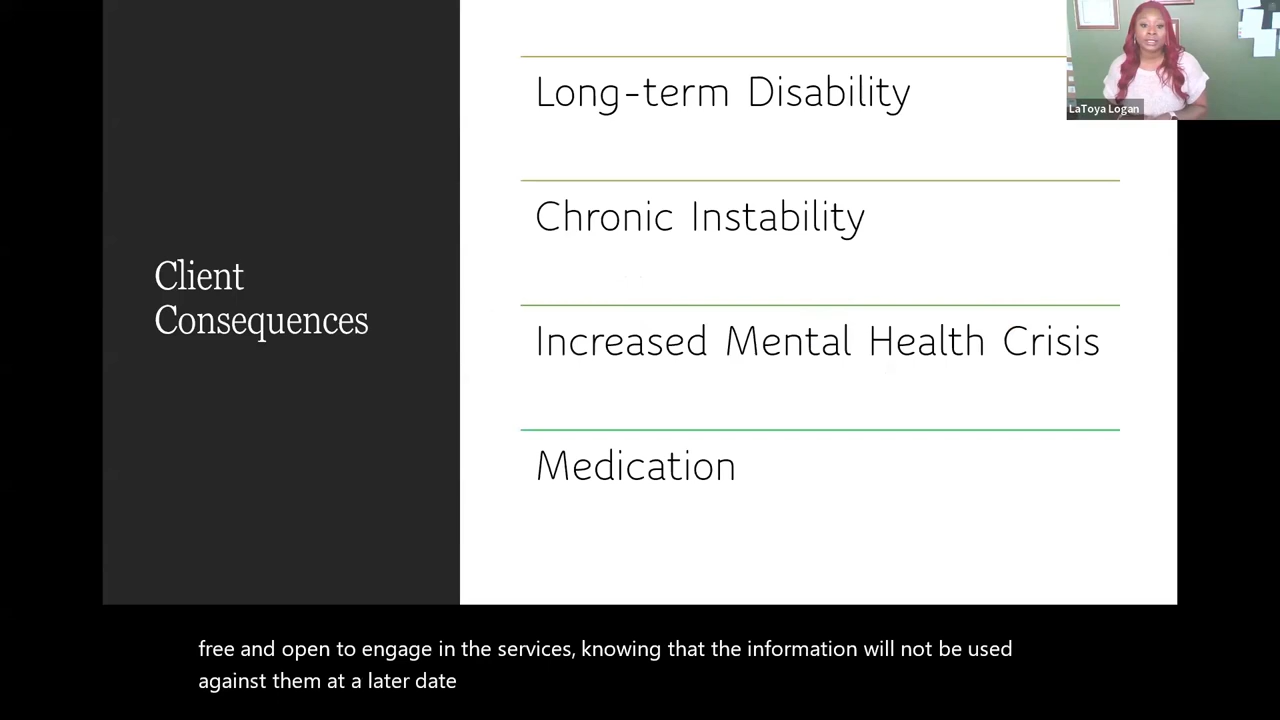 LaToya Logan
Long-term Disability
Chronic Instability
Client
Consequences
Increased Mental Health Crisis
Medication
free and open to engage in the services, knowing that the information will not be used
against them at a later date